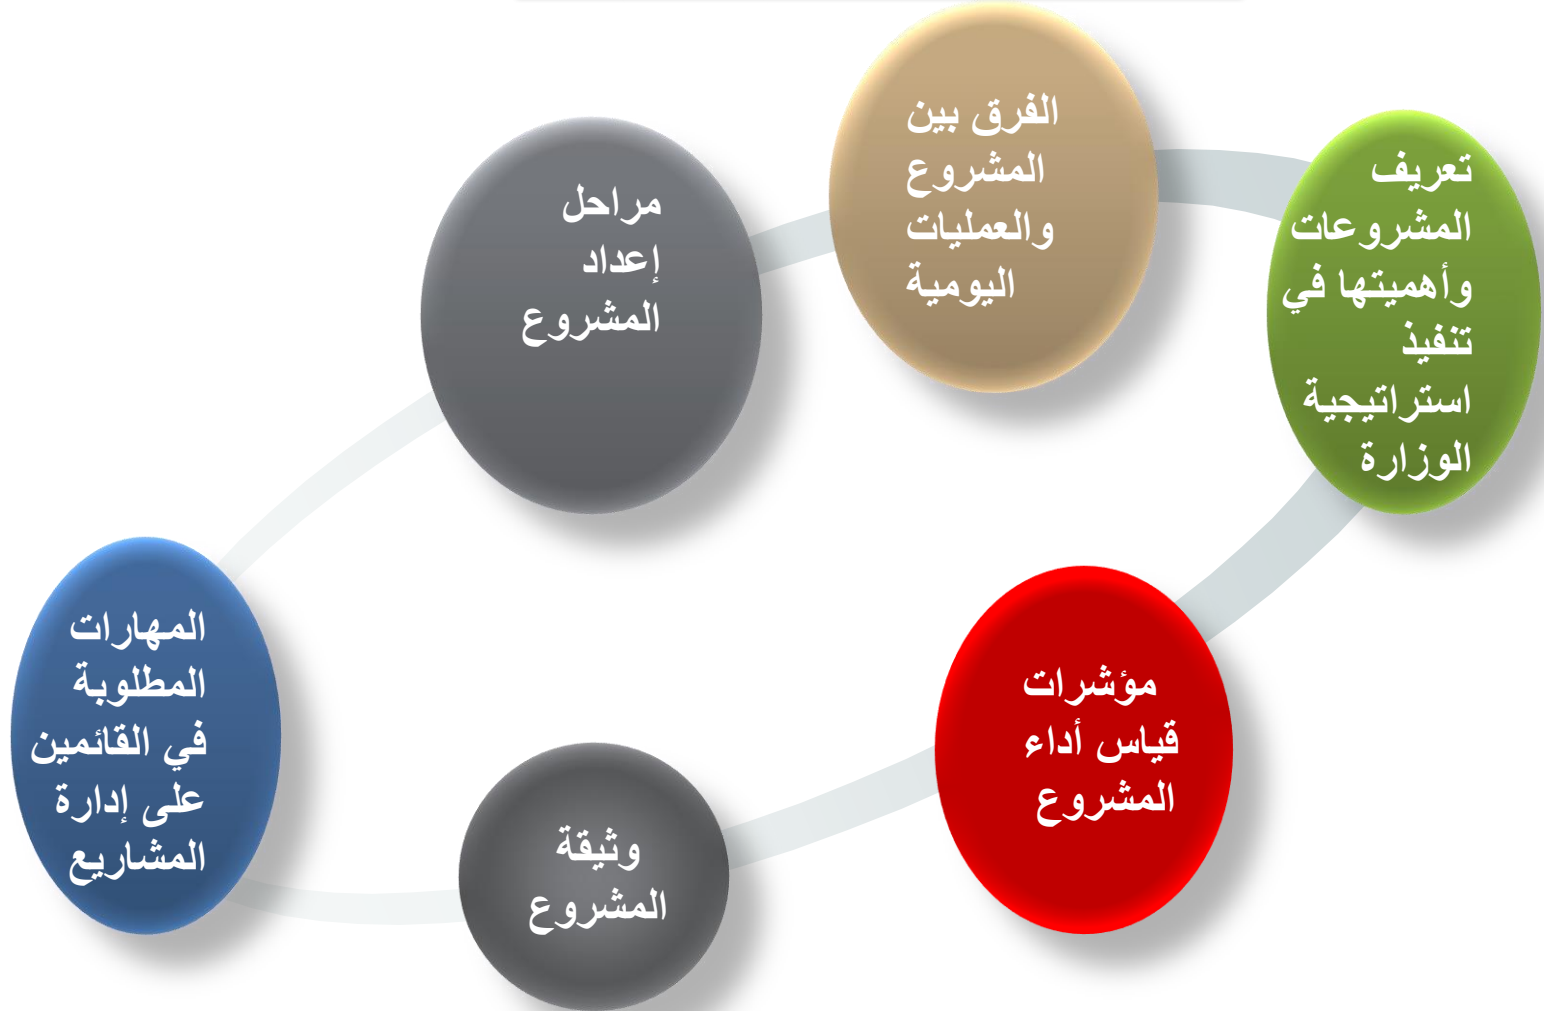 تعريف
المشروعات
وأهميتها في
تنفيذ
استراتيجية
الوزارة
الفرق بين
المشروع
والعمليات
اليومية
مراحل
إعداد
المشروع
المهارات
المطلوبة
في القائمين
على إدارة
المشاريع
وثيقة
المشروع
مؤشرات
قياس أداء
المشروع